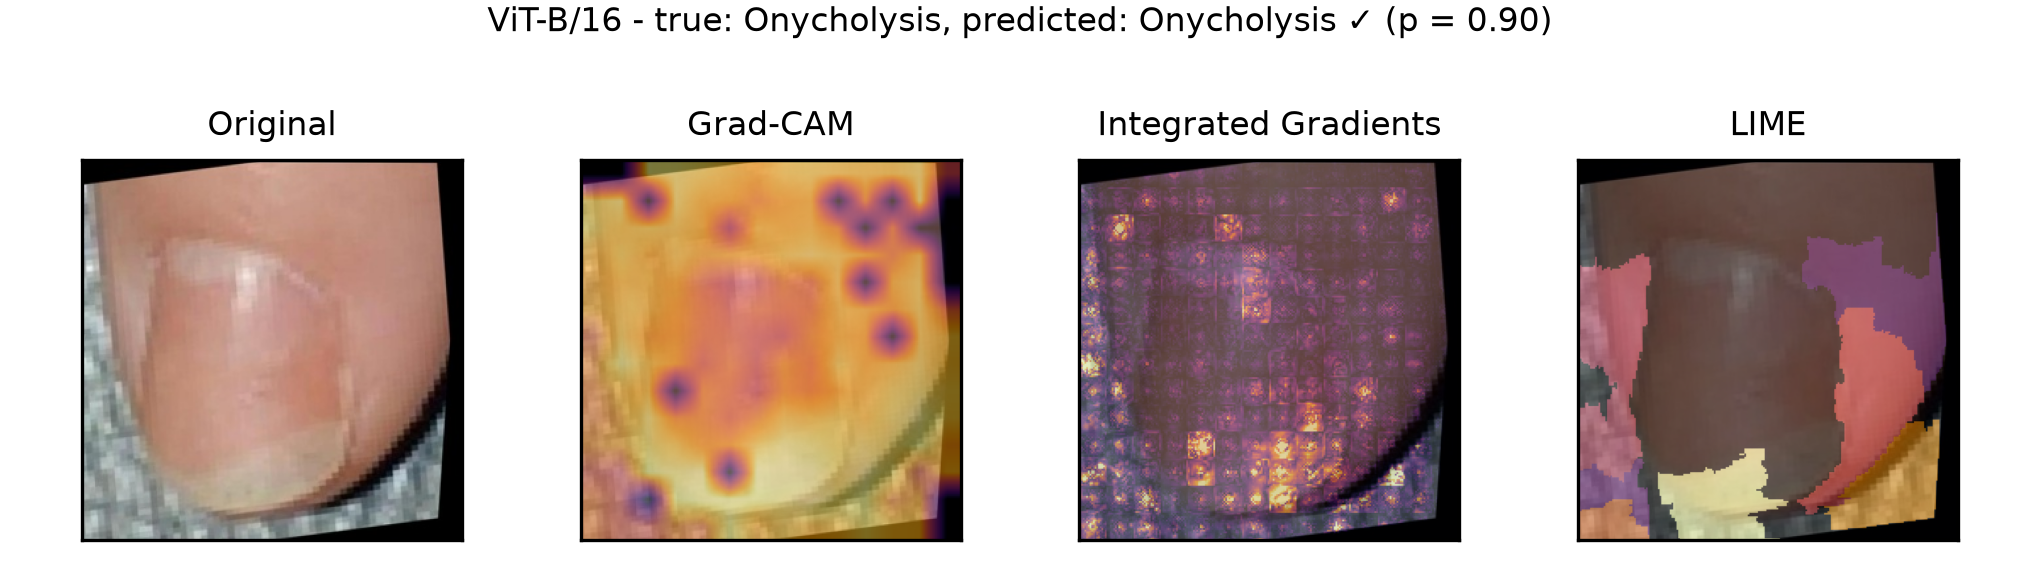 ViT-B/16 - true: Onycholysis, predicted: Onycholysis ✓ (p = 0.90)
Original
Grad-CAM
Integrated Gradients
LIME